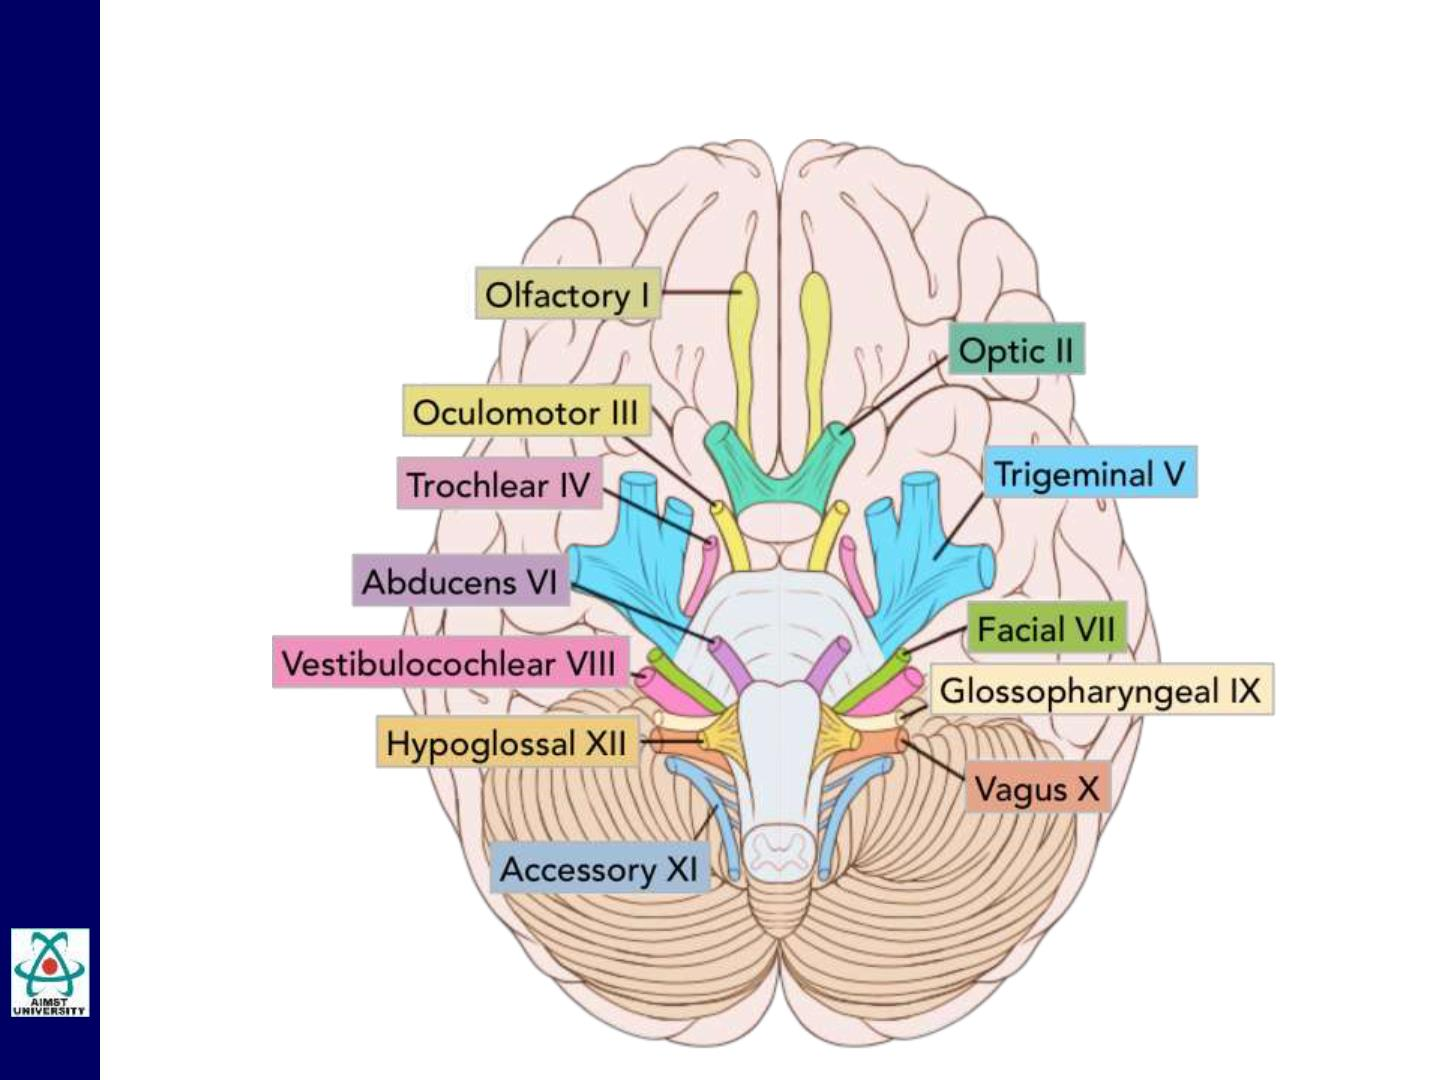 Olfactory I
Optic II
Oculomotor III
Trigeminal V
Trochlear IV
Abducens VI
Facial VII
Vestibulocochlear VIII
Glossopharyngeal IX
Hypoglossal XII
Vagus X
Accessory XI
AIMST
UNIVERSITY